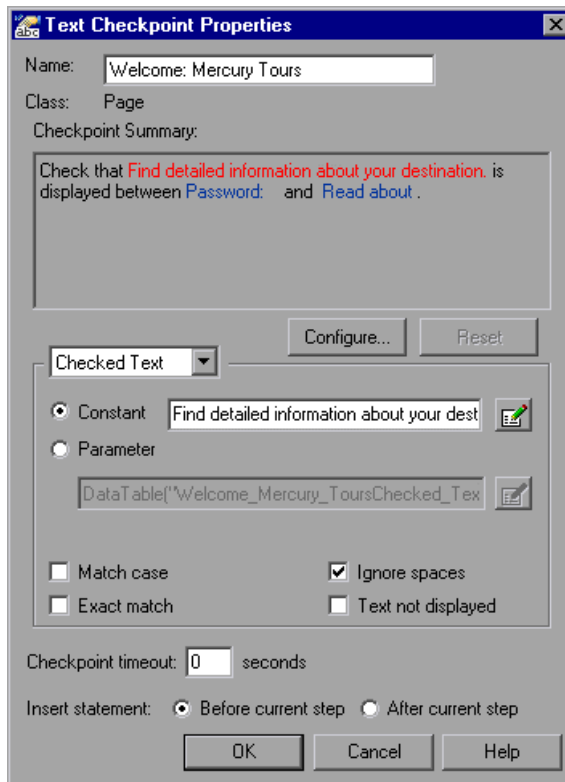 abc
Text Checkpoint Properties
Name: Welcome: Mercury Tours
Class: Page
Checkpoint Summary:
Check that Find detailed information about your destination. is
displayed between Password: and Read about .
Configure... Reset
Checked Text
Constant Find detailed information about your dest
Parameter
DataTable("Welcome_Mercury_ToursChecked_Tex
Match case Ignore spaces
Exact match Text not displayed
Checkpoint timeout: 0 seconds
Insert statement: Before current step After current step
OK Cancel Help